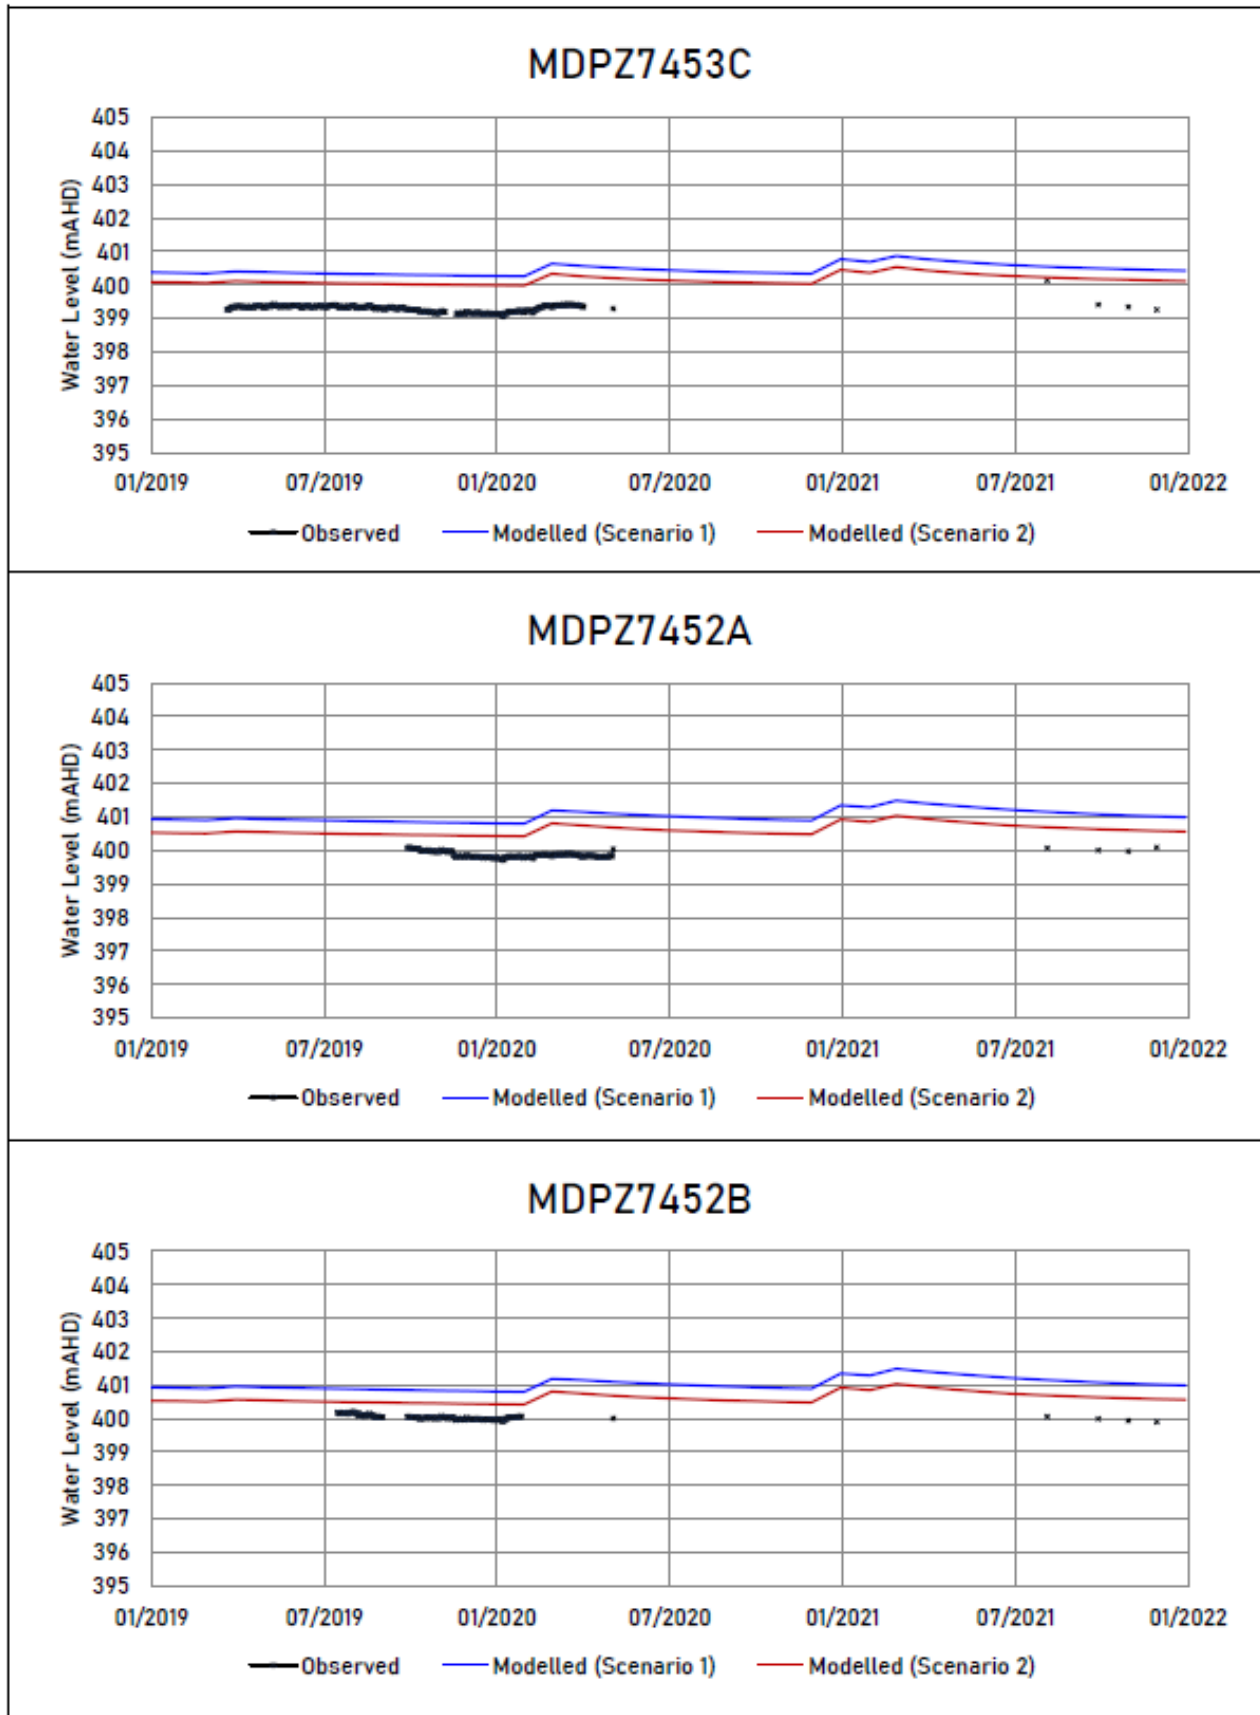 MDPZ7453C
Water Level (mAHD)
405
404
403
402
401
400
399
398
397
396
395
01/2019 07/2019 01/2020 07/2020 01/2021 07/2021 01/2022
Observed Modelled (Scenario 1) Modelled (Scenario 2)
MDPZ7452A
Water Level (mAHD)
405
404
403
402
401
400
399
398
397
396
395
01/2019 07/2019 01/2020 07/2020 01/2021 07/2021 01/2022
Observed Modelled (Scenario 1) Modelled (Scenario 2)
MDPZ7452B
Water Level (mAHD)
405
404
403
402
401
400
399
398
397
396
395
01/2019 07/2019 01/2020 07/2020 01/2021 07/2021 01/2022
Observed Modelled (Scenario 1) Modelled (Scenario 2)